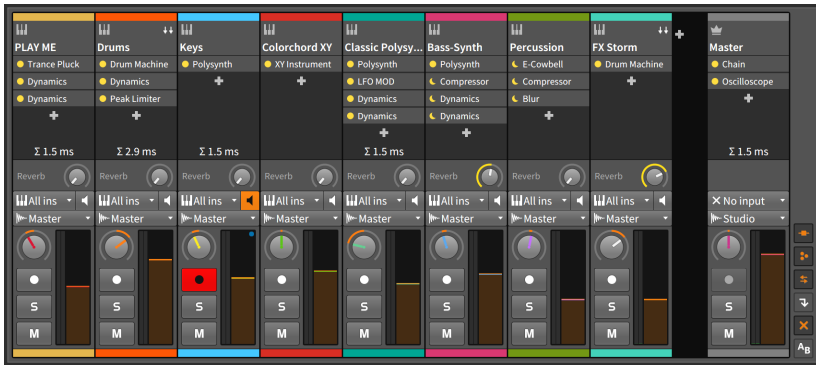 PLAY ME
Trance Pluck
Dynamics
Dynamics
Σ 1.5 ms
Reverb
All ins
Master
S
M
Drums
Drum Machine
Dynamics
Peak Limiter
Σ 2.9 ms
Reverb
All ins
Master
S
M
Keys
Polysynth
Σ 1.5 ms
Reverb
All ins
Master
S
M
Colorchord XY
XY Instrument
Reverb
All ins
Master
S
M
Classic Polysy...
Polysynth
LFO MOD
Dynamics
Dynamics
Σ 1.5 ms
Reverb
All ins
Master
S
M
Bass-Synth
Polysynth
Compressor
Dynamics
Dynamics
Reverb
All ins
Master
S
M
Percussion
E-Cowbell
Compressor
Blur
Reverb
All ins
Master
S
M
FX Storm
Drum Machine
Reverb
All ins
Master
S
M
Master
Chain
Oscilloscope
Σ 1.5 ms
No input
Studio
S
M
AB